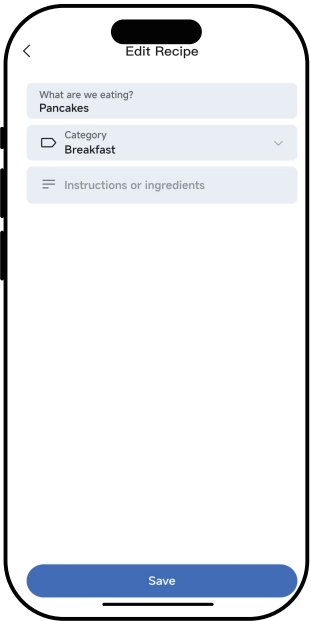 Edit Recipe
What are we eating?
Pancakes
Category
Breakfast
Instructions or ingredients
Save